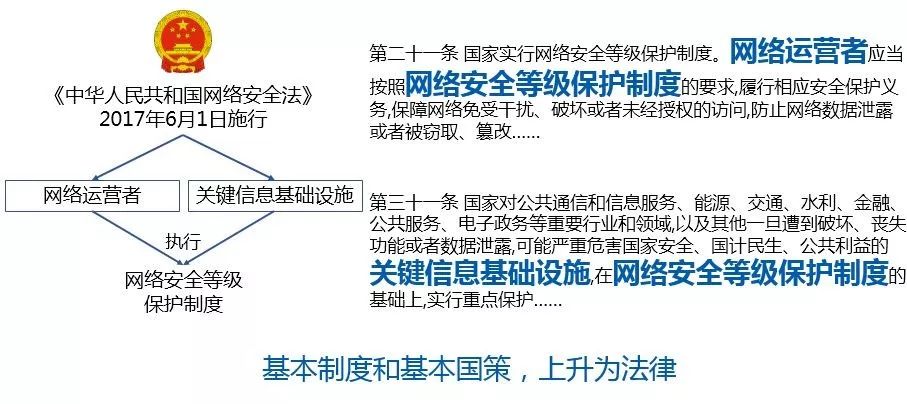 《中华人民共和国网络安全法》
2017年6月1日施行
网络运营者
关键信息基础设施
执行
网络安全等级
保护制度
第二十一条 国家实行网络安全等级保护制度。网络运营者应当
按照网络安全等级保护制度的要求,履行相应安全保护义
务,保障网络免受干扰、破坏或者未经授权的访问,防止网络数据泄露
或者被窃取、篡改......
第三十一条 国家对公共通信和信息服务、能源、交通、水利、金融、
公共服务、电子政务等重要行业和领域,以及其他一旦遭到破坏、丧失
功能或者数据泄露,可能严重危害国家安全、国计民生、公共利益的
关键信息基础设施,在网络安全等级保护制度的
基础上,实行重点保护......
基本制度和基本国策，上升为法律